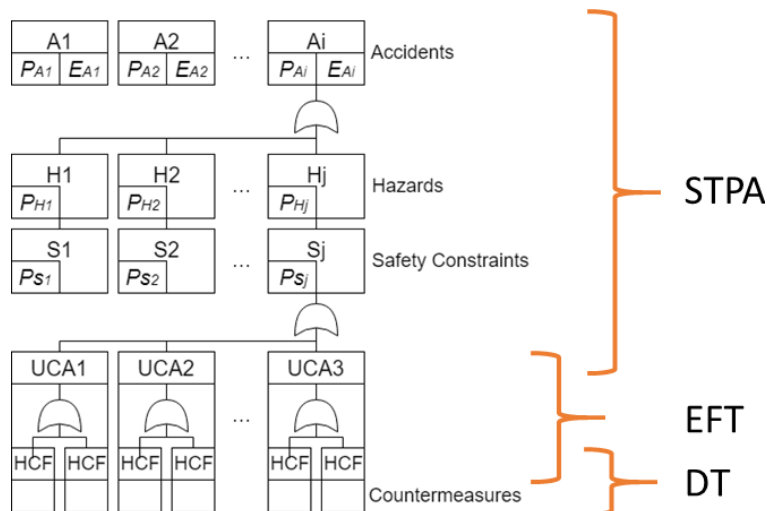 A1 A2 ... Ai Accidents
PA1 EA1 PA2 EA2 PAi EAi
H1 H2 ... Hj Hazards
PH1 PH2 PHj
STPA
S1 S2 ... Sj Safety Constraints
Ps1 Ps2 Psj
UCA1 UCA2 ... UCA3
EFT
HCF HCF HCF HCF HCF HCF
DT
Countermeasures